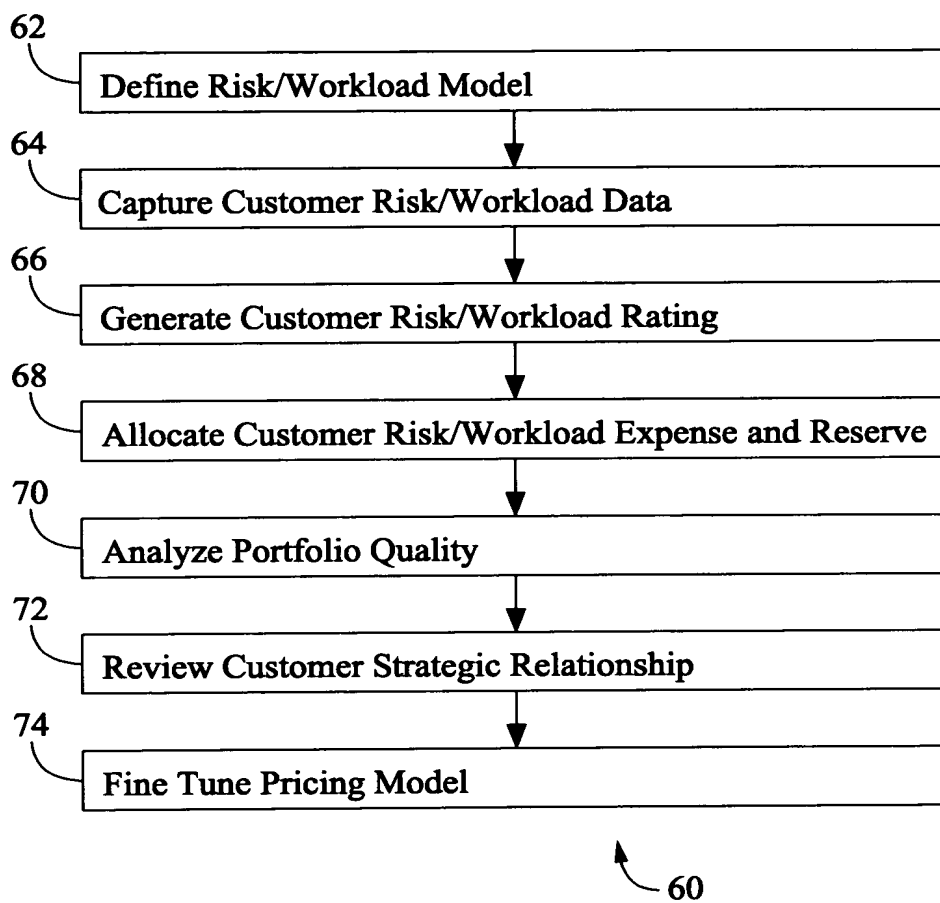 62
Define Risk/Workload Model
64
Capture Customer Risk/Workload Data
66
Generate Customer Risk/Workload Rating
68
Allocate Customer Risk/Workload Expense and Reserve
70
Analyze Portfolio Quality
72
Review Customer Strategic Relationship
74
Fine Tune Pricing Model
60